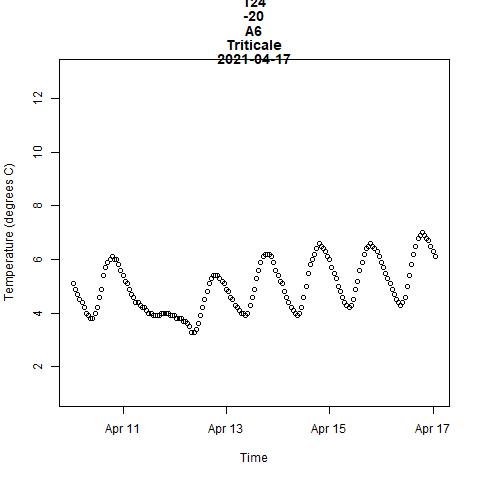 124
-20
A6
Triticale
2021-04-17
Temperature (degrees C)
12
10
8
6
4
2
Apr 11
Apr 13
Apr 15
Apr 17
Time